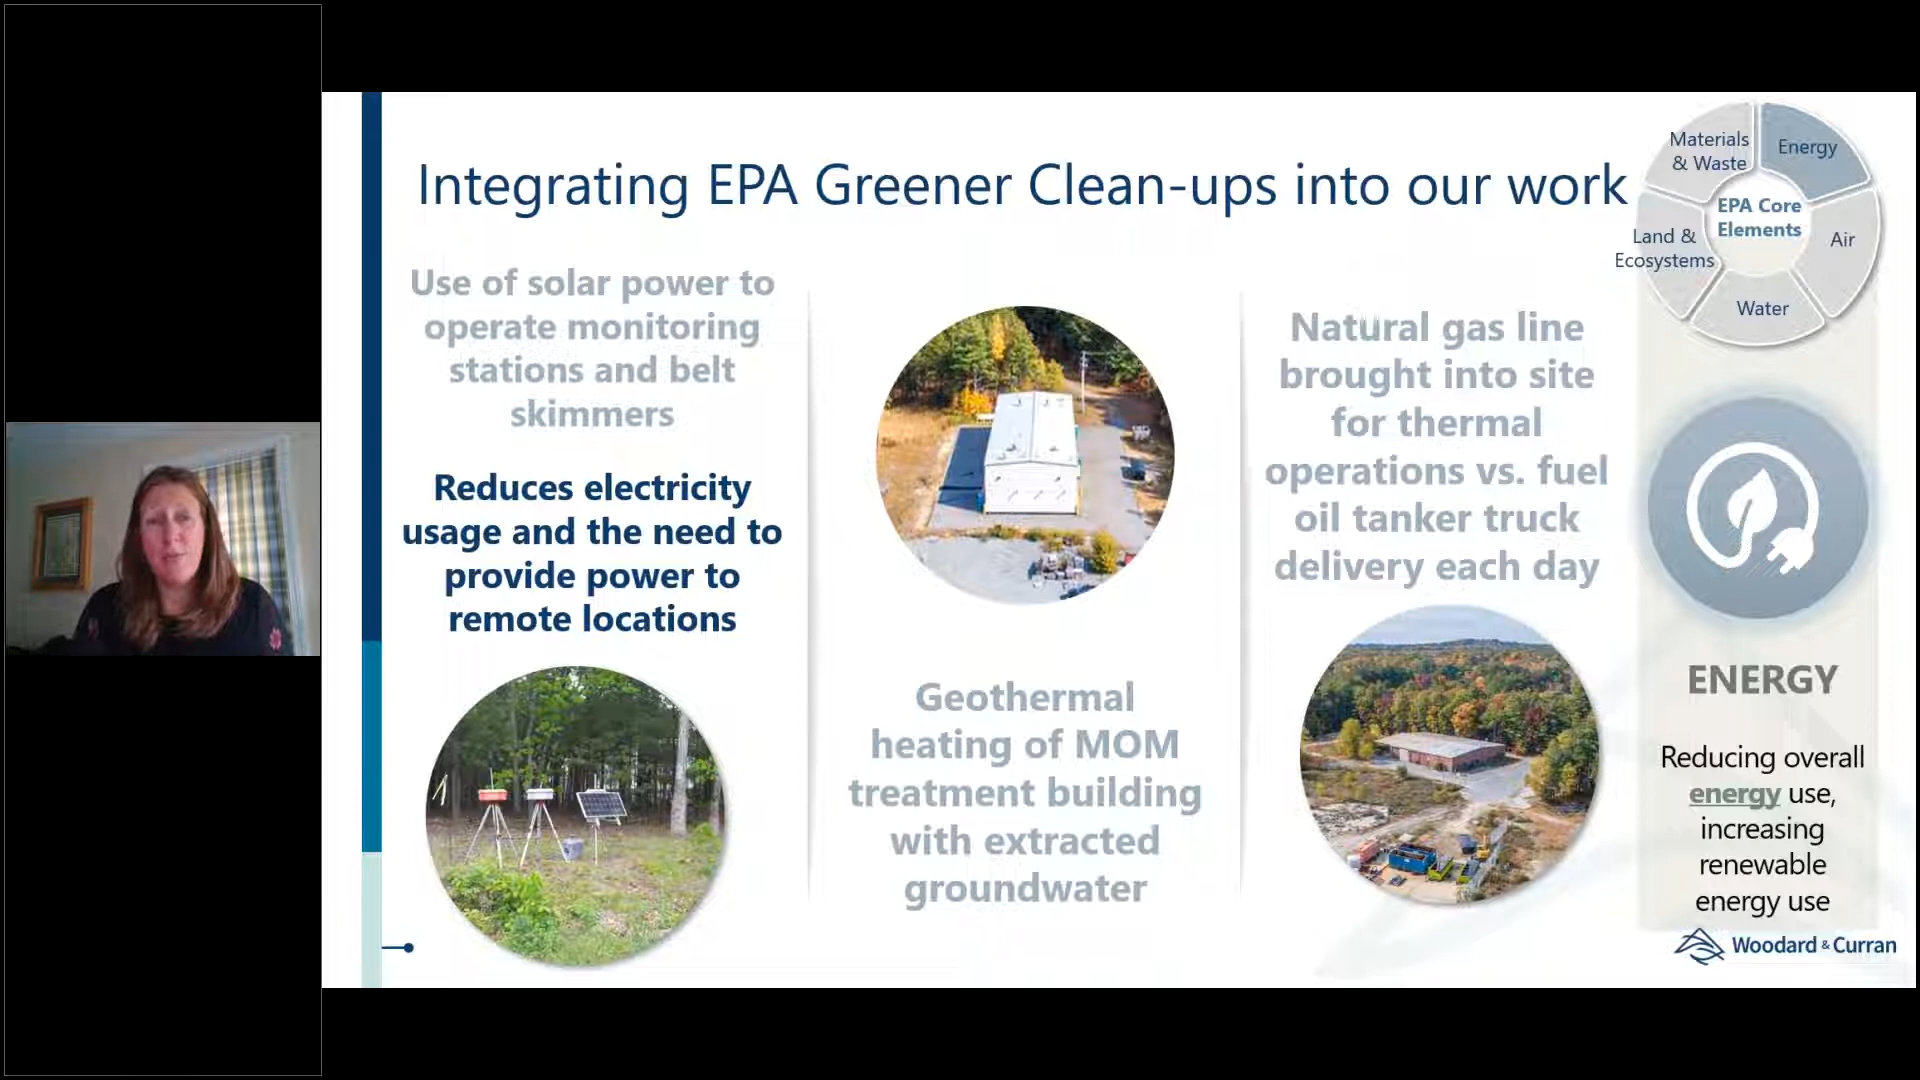 Integrating EPA Greener Clean-ups into our work
Use of solar power to
operate monitoring
stations and belt
skimmers
Reduces electricity
usage and the need to
provide power to
remote locations
Geothermal
heating of MOM
treatment building
with extracted
groundwater
Natural gas line
brought into site
for thermal
operations vs. fuel
oil tanker truck
delivery each day
Materials
& Waste
Energy
EPA Core
Elements
Land &
Ecosystems
Air
Water
ENERGY
Reducing overall
energy use,
increasing
renewable
energy use
Woodard & Curran